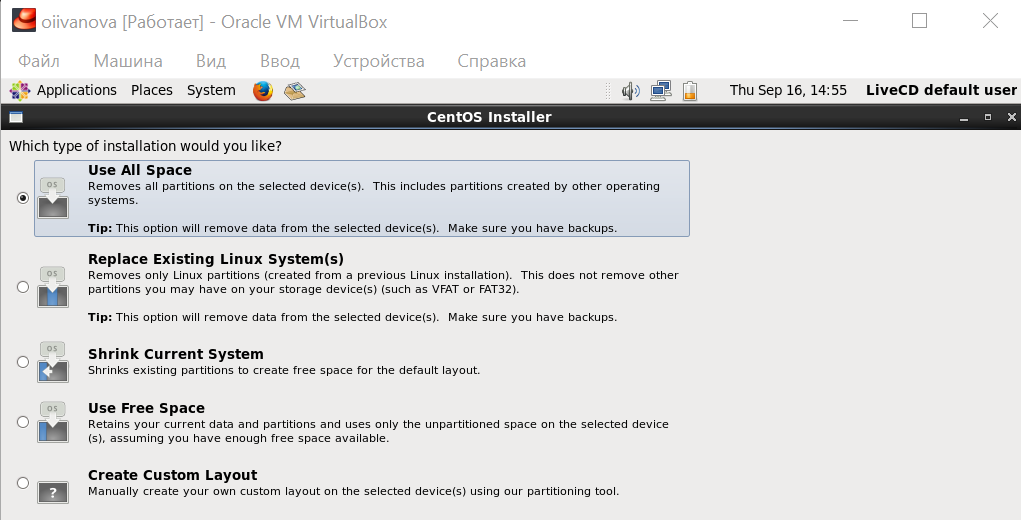 oiivanova [Работает] - Oracle VM VirtualBox
Файл Машина Вид Ввод Устройства Справка
Applications Places System Thu Sep 16, 14:55 LiveCD default user
CentOS Installer
Which type of installation would you like?
OS
Use All Space
Removes all partitions on the selected device(s).  This includes partitions created by other operating
systems.
Tip: This option will remove data from the selected device(s).  Make sure you have backups.
OS
Replace Existing Linux System(s)
Removes only Linux partitions (created from a previous Linux installation).  This does not remove other
partitions you may have on your storage device(s) (such as VFAT or FAT32).
Tip: This option will remove data from the selected device(s).  Make sure you have backups.
OS
Shrink Current System
Shrinks existing partitions to create free space for the default layout.
OS
Use Free Space
Retains your current data and partitions and uses only the unpartitioned space on the selected device
(s), assuming you have enough free space available.
?
Create Custom Layout
Manually create your own custom layout on the selected device(s) using our partitioning tool.